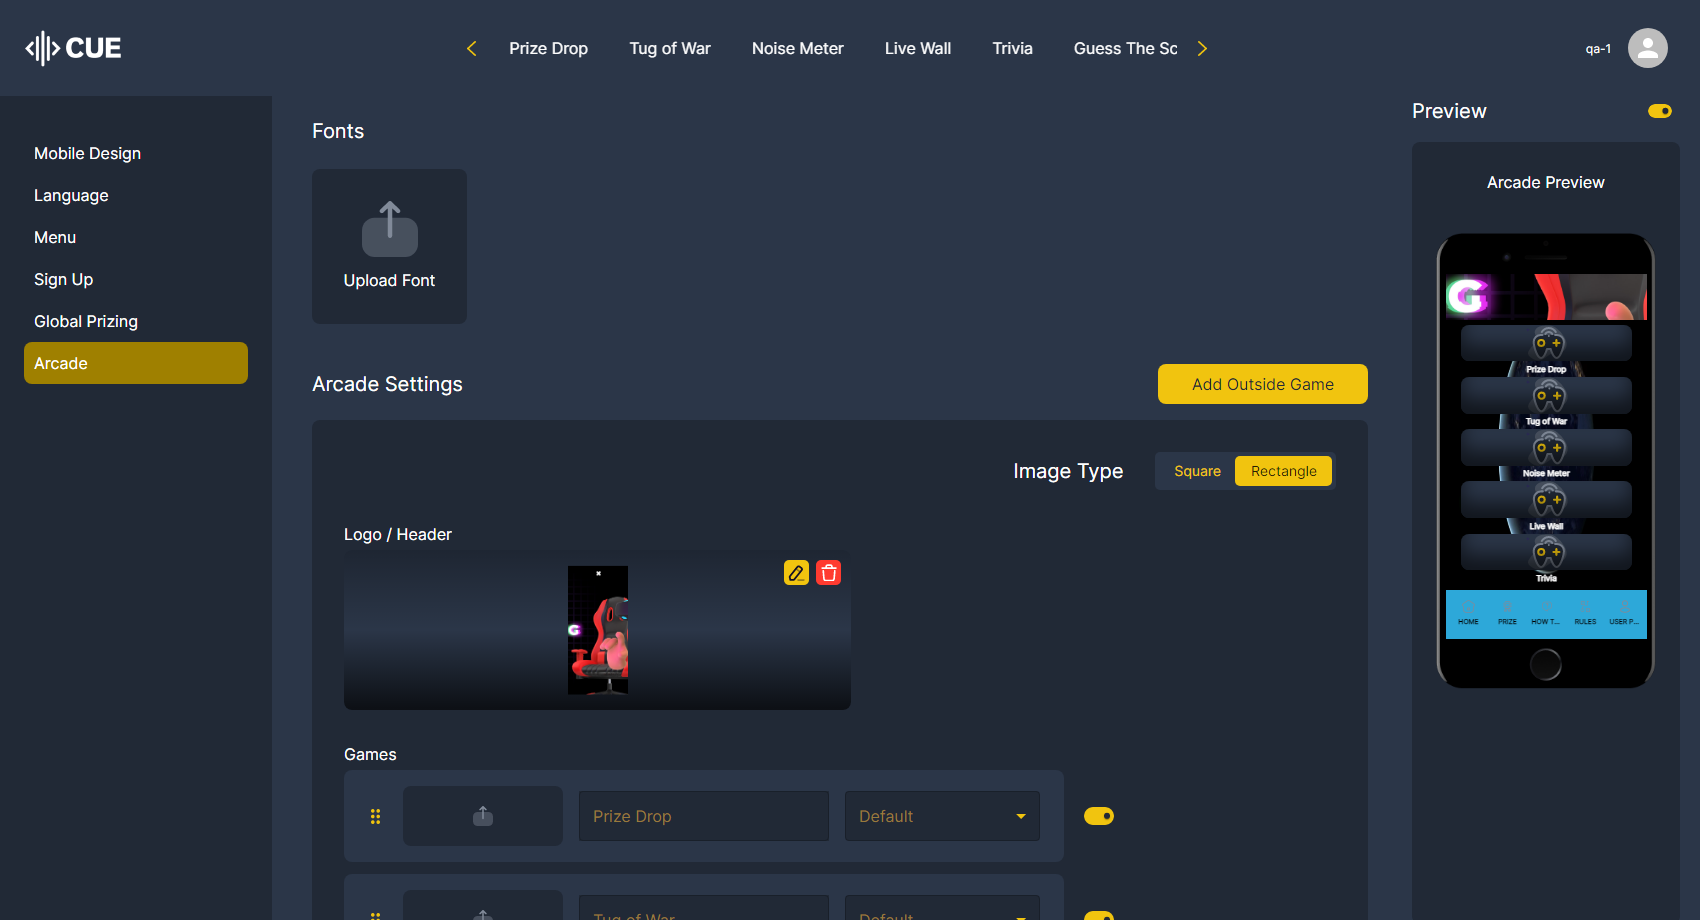 CUE
Prize Drop
Tug of War
Noise Meter
Live Wall
Trivia
Guess The Sc
qa-1
Mobile Design
Language
Menu
Sign Up
Global Prizing
Arcade
Fonts
Upload Font
Arcade Settings
Add Outside Game
Image Type
Square
Rectangle
Logo / Header
G
Games
Prize Drop
Default
Tug of War
Default
Preview
Arcade Preview
G
Prize Drop
Tug of War
Noise Meter
Live Wall
Trivia
HOME PRIZE HOW T... RULES USER P...